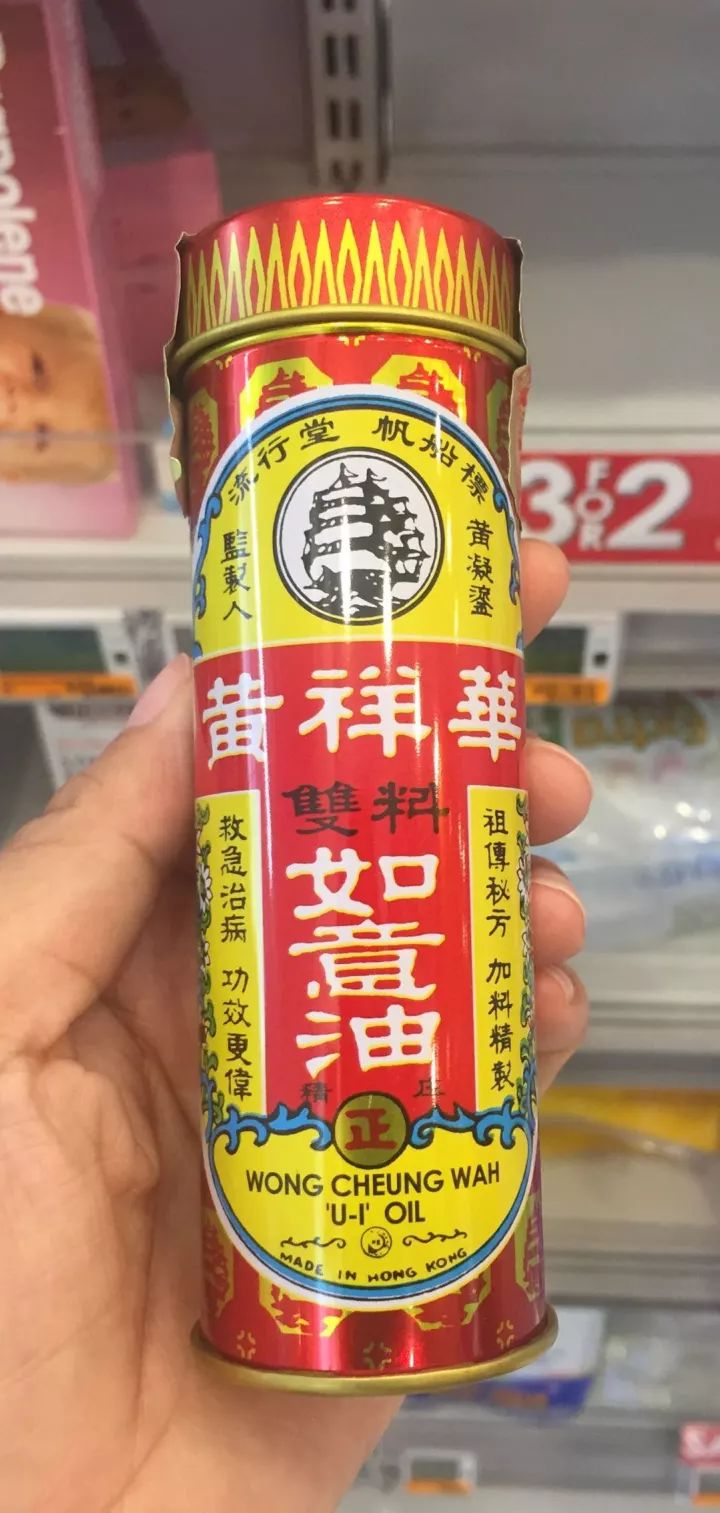 流行堂 帆船標
監製人
黃凝鎏
黃祥華
雙料
如意油
祖傳秘方 加料精製
救急治病 功效更偉
精庄
正
WONG CHEUNG WAH
'U-I' OIL
MADE IN HONG KONG
3 FOR 2